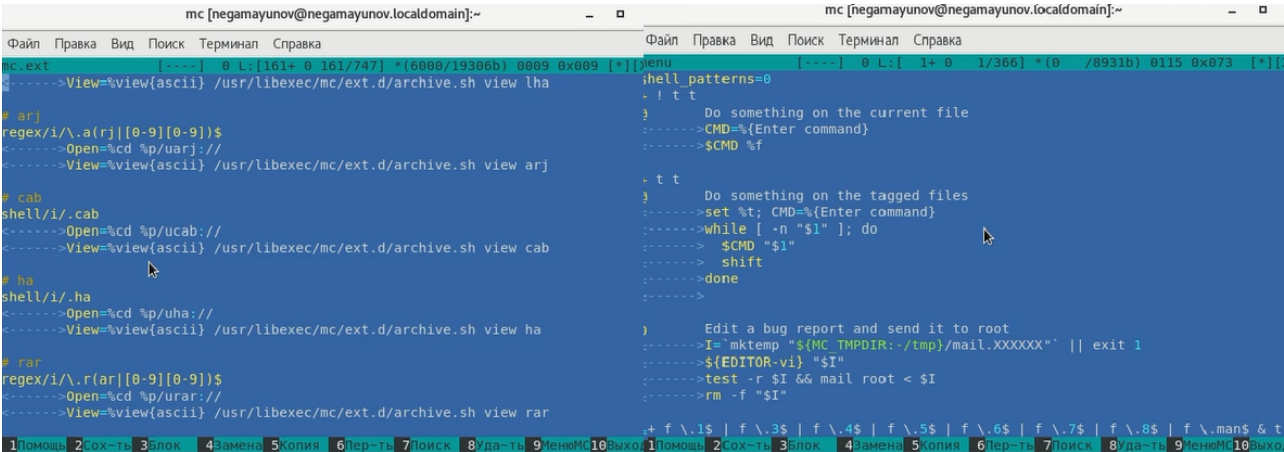 mc [negamayunov@negamayunov.localdomain]:~
Файл Правка Вид Поиск Терминал Справка
mc.ext [----] 0 L:[161+ 0 161/747] *(6000/19306b) 0009 0x009 [*][
<------>View=%view{ascii} /usr/libexec/mc/ext.d/archive.sh view lha
# arj
regex/i/\.a(rj|[0-9][0-9])$
<------>Open=%cd %p/uarj://
<------>View=%view{ascii} /usr/libexec/mc/ext.d/archive.sh view arj
# cab
shell/i/.cab
<------>Open=%cd %p/ucab://
<------>View=%view{ascii} /usr/libexec/mc/ext.d/archive.sh view cab
# ha
shell/i/.ha
<------>Open=%cd %p/uha://
<------>View=%view{ascii} /usr/libexec/mc/ext.d/archive.sh view ha
# rar
regex/i/\.r(ar|[0-9][0-9])$
<------>Open=%cd %p/urar://
<------>View=%view{ascii} /usr/libexec/mc/ext.d/archive.sh view rar
1Помощь 2Сох~ть 3Блок 4Замена 5Копия 6Пер~ть 7Поиск 8Уда~ть 9МенюMC 10Выхо
mc [negamayunov@negamayunov.localdomain]:~
Файл Правка Вид Поиск Терминал Справка
menu [----] 0 L:[ 1+ 0 1/366] *(0 /8931b) 0115 0x073 [*][
shell_patterns=0
+ ! t t
@ Do something on the current file
<------>CMD=%{Enter command}
<------>$CMD %f
+ t t
@ Do something on the tagged files
<------>set %t; CMD=%{Enter command}
<------>while [ -n "$1" ]; do
<------> $CMD "$1"
<------> shift
<------>done
<------>
0 Edit a bug report and send it to root
<------>I=`mktemp "${MC_TMPDIR:-/tmp}/mail.XXXXXX"` || exit 1
<------>${EDITOR-vi} "$I"
<------>test -r $I && mail root < $I
<------>rm -f "$I"
=+ f \.1$ | f \.3$ | f \.4$ | f \.5$ | f \.6$ | f \.7$ | f \.8$ | f \.man$ & t
1Помощь 2Сох~ть 3Блок 4Замена 5Копия 6Пер~ть 7Поиск 8Уда~ть 9МенюMC 10Выхо